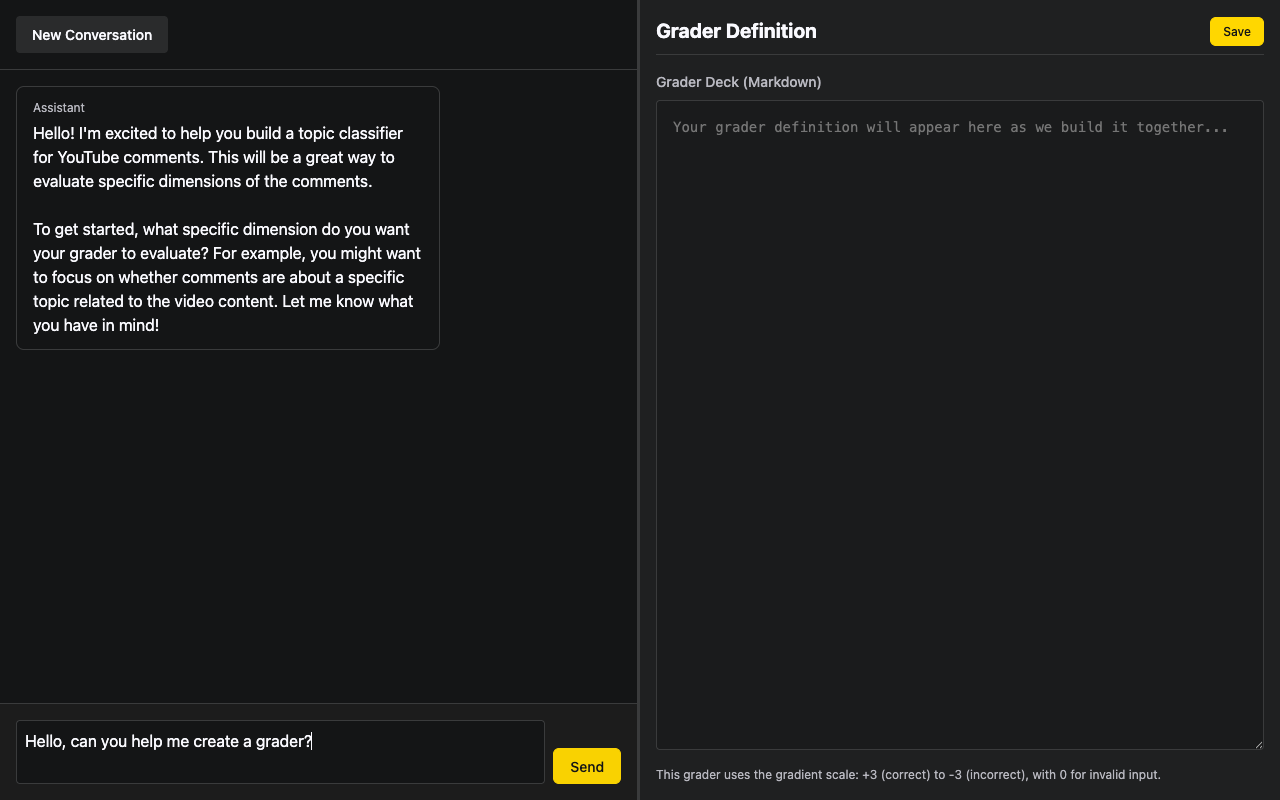 New Conversation
Assistant
Hello! I'm excited to help you build a topic classifier
for YouTube comments. This will be a great way to
evaluate specific dimensions of the comments.
To get started, what specific dimension do you want
your grader to evaluate? For example, you might want
to focus on whether comments are about a specific
topic related to the video content. Let me know what
you have in mind!
Hello, can you help me create a grader?
Send
Grader Definition
Save
Grader Deck (Markdown)
Your grader definition will appear here as we build it together...
This grader uses the gradient scale: +3 (correct) to -3 (incorrect), with 0 for invalid input.